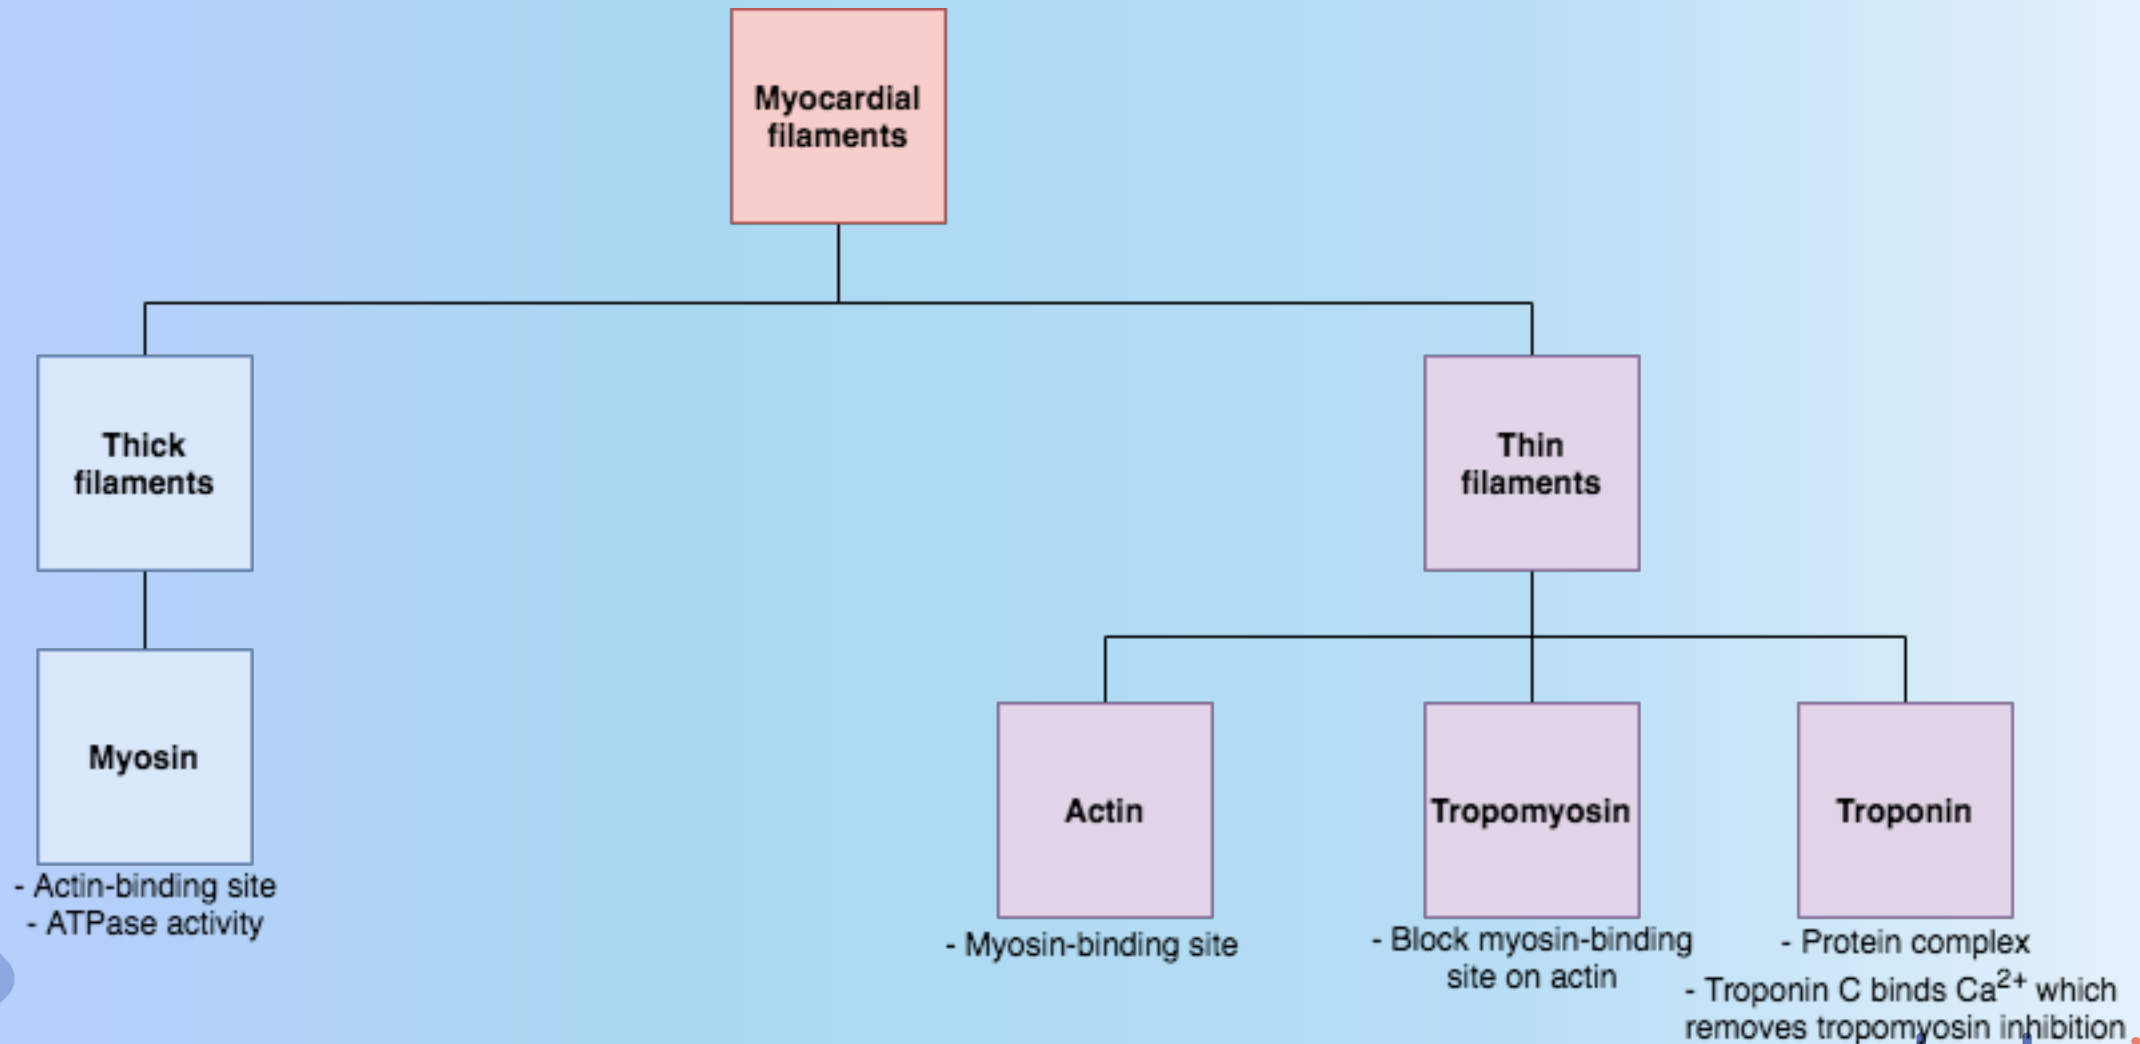 Myocardial
filaments
Thick
filaments
Thin
filaments
Myosin
- Actin-binding site
- ATPase activity
Actin
- Myosin-binding site
Tropomyosin
- Block myosin-binding
site on actin
Troponin
- Protein complex
- Troponin C binds Ca²⁺ which
removes tropomyosin inhibition